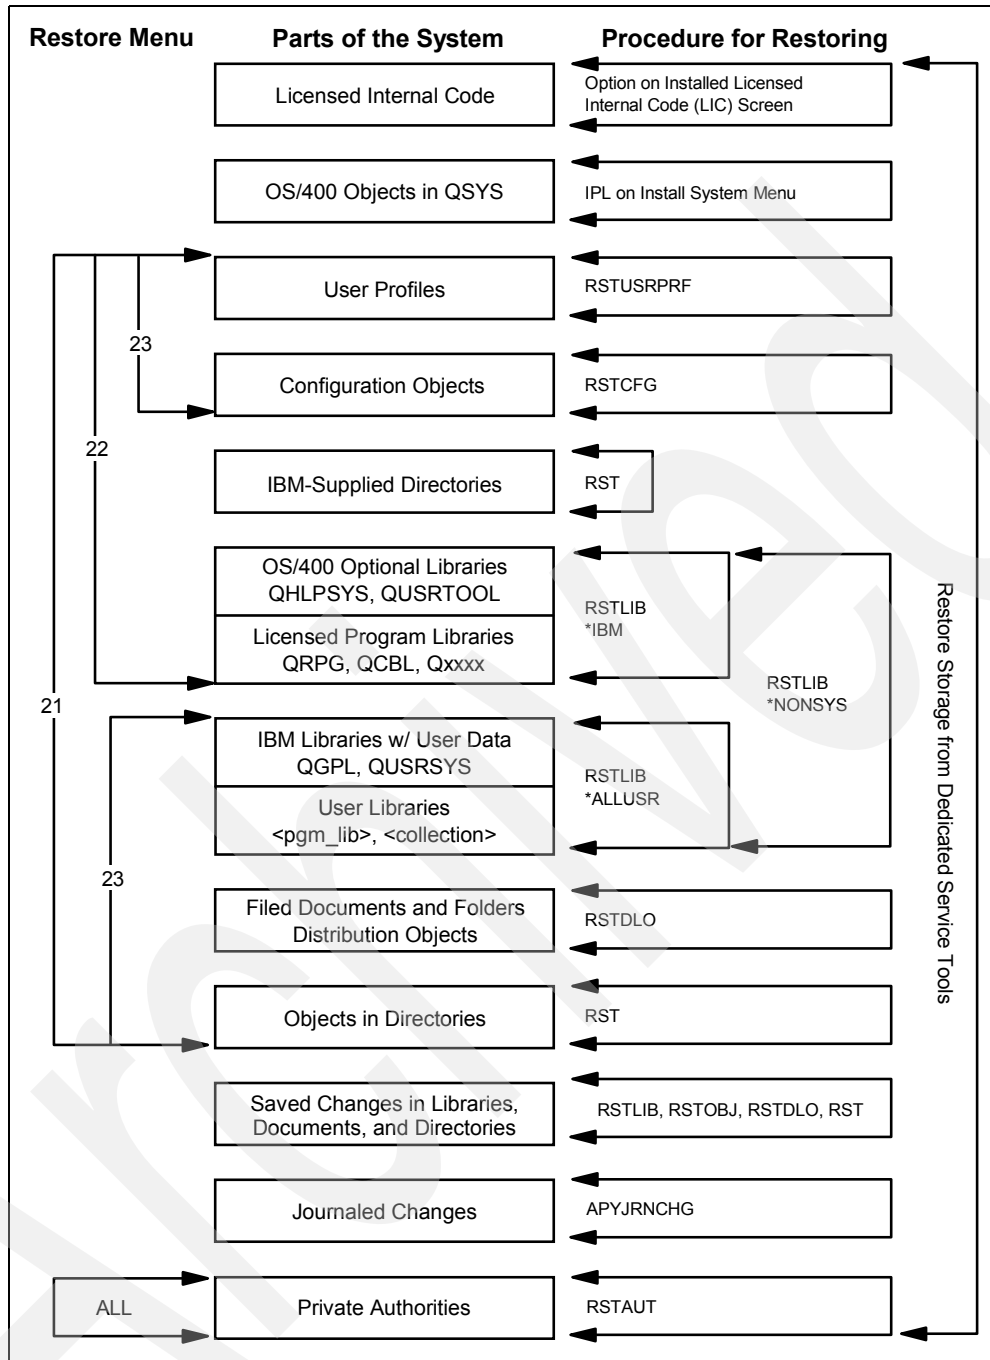 Restore Menu
Parts of the System
Procedure for Restoring
Licensed Internal Code
Option on Installed Licensed
Internal Code (LIC) Screen
OS/400 Objects in QSYS
IPL on Install System Menu
User Profiles
RSTUSRPRF
23
Configuration Objects
RSTCFG
22
IBM-Supplied Directories
RST
OS/400 Optional Libraries
QHLPSYS, QUSRTOOL
Licensed Program Libraries
QRPG, QCBL, Qxxxx
RSTLIB
*IBM
RSTLIB
*NONSYS
21
IBM Libraries w/ User Data
QGPL, QUSRSYS
User Libraries
<pgm_lib>, <collection>
RSTLIB
*ALLUSR
23
Filed Documents and Folders
Distribution Objects
RSTDLO
Objects in Directories
RST
Saved Changes in Libraries,
Documents, and Directories
RSTLIB, RSTOBJ, RSTDLO, RST
Journaled Changes
APYJRNCHG
ALL
Private Authorities
RSTAUT
Restore Storage from Dedicated Service Tools
Archived